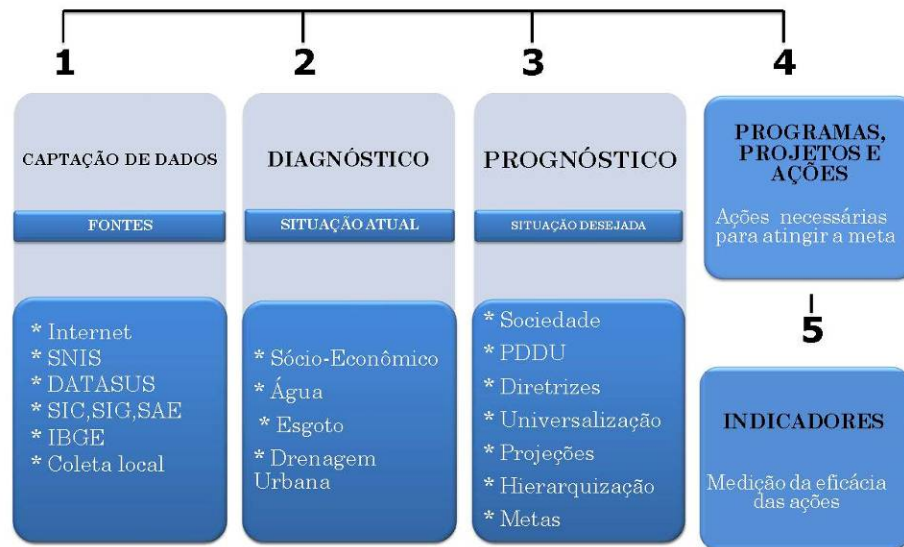 1
CAPTAÇÃO DE DADOS
FONTES
* Internet
* SNIS
* DATASUS
* SIC,SIG,SAE
* IBGE
* Coleta local
2
DIAGNÓSTICO
SITUAÇÃO ATUAL
* Sócio-Econômico
* Água
* Esgoto
* Drenagem
Urbana
3
PROGNÓSTICO
SITUAÇÃO DESEJADA
* Sociedade
* PDDU
* Diretrizes
* Universalização
* Projeções
* Hierarquização
* Metas
4
PROGRAMAS,
PROJETOS E
AÇÕES
Ações necessárias
para atingir a meta
5
INDICADORES
Medição da eficácia
das ações